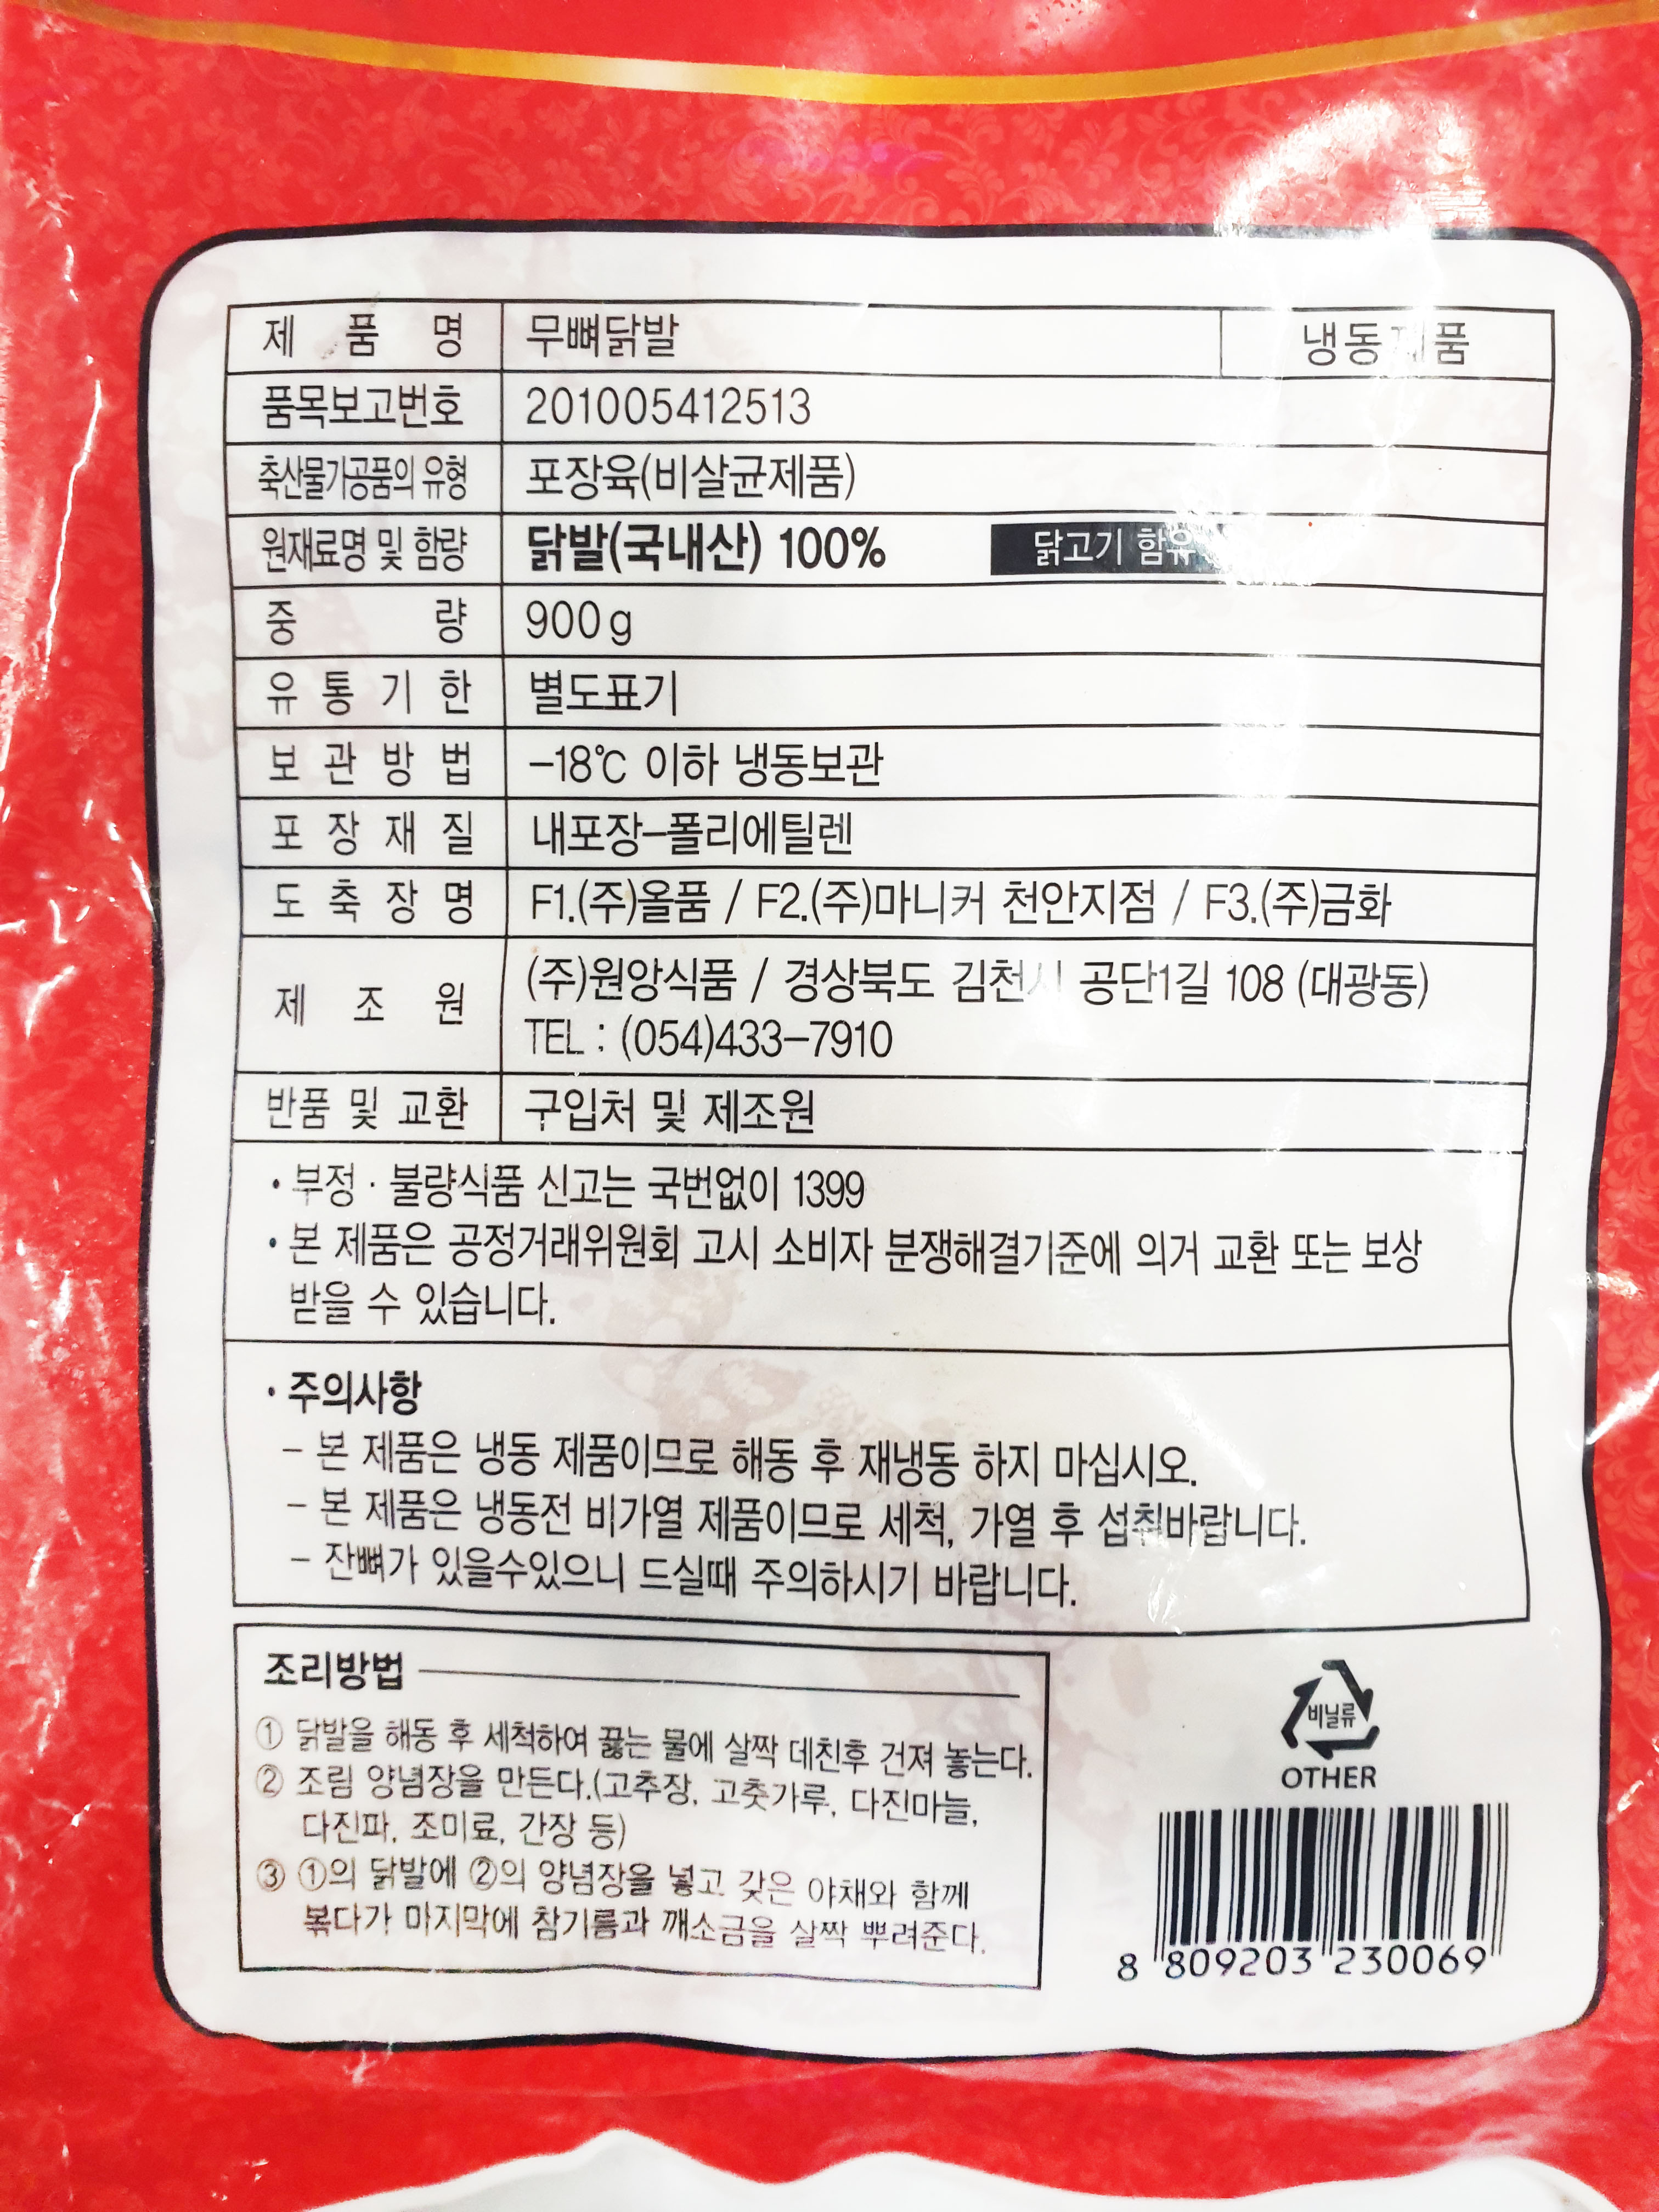 제 품 명 무뼈닭발 냉동제품
품목보고번호 201005412513
축산물가공품의 유형 포장육(비살균제품)
원재료명 및 함량 닭발(국내산) 100% 닭고기 함유
중 량 900g
유 통 기 한 별도표기
보 관 방 법 -18℃ 이하 냉동보관
포 장 재 질 내포장-폴리에틸렌
도 축 장 명 F1.(주)올품 / F2.(주)마니커 천안지점 / F3.(주)금화
제 조 원 (주)원앙식품 / 경상북도 김천시 공단1길 108 (대광동)
TEL : (054)433-7910
반품 및 교환 구입처 및 제조원
• 부정 · 불량식품 신고는 국번없이 1399
• 본 제품은 공정거래위원회 고시 소비자 분쟁해결기준에 의거 교환 또는 보상
받을 수 있습니다.
• 주의사항
- 본 제품은 냉동 제품이므로 해동 후 재냉동 하지 마십시오.
- 본 제품은 냉동전 비가열 제품이므로 세척, 가열 후 섭취바랍니다.
- 잔뼈가 있을수있으니 드실때 주의하시기 바랍니다.
조리방법
① 닭발을 해동 후 세척하여 끓는 물에 살짝 데친후 건져 놓는다.
② 조림 양념장을 만든다.(고추장, 고춧가루, 다진마늘,
다진파, 조미료, 간장 등)
③ ①의 닭발에 ②의 양념장을 넣고 갖은 야채와 함께
볶다가 마지막에 참기름과 깨소금을 살짝 뿌려준다.
비닐류
OTHER
8 809203 230069